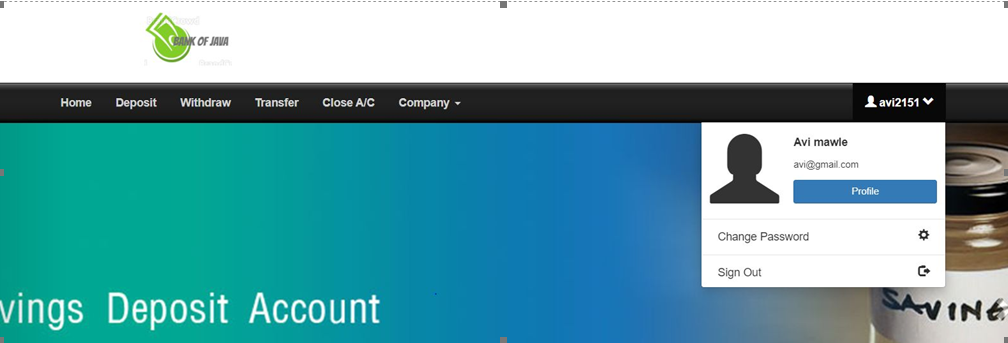 BANK OF JAVA
Home Deposit Withdraw Transfer Close A/C Company
avi2151
Avi mawle
avi@gmail.com
Profile
Change Password
Sign Out
vings Deposit Account
SAVING